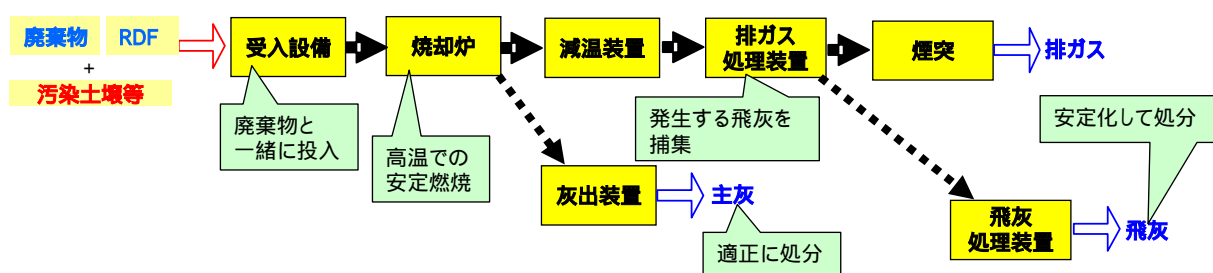 廃棄物 RDF
+
汚染土壌等
受入設備
焼却炉
減温装置
排ガス
処理装置
煙突
排ガス
廃棄物と
一緒に投入
高温での
安定燃焼
発生する飛灰を
捕集
安定化して処分
灰出装置
主灰
適正に処分
飛灰
処理装置
飛灰